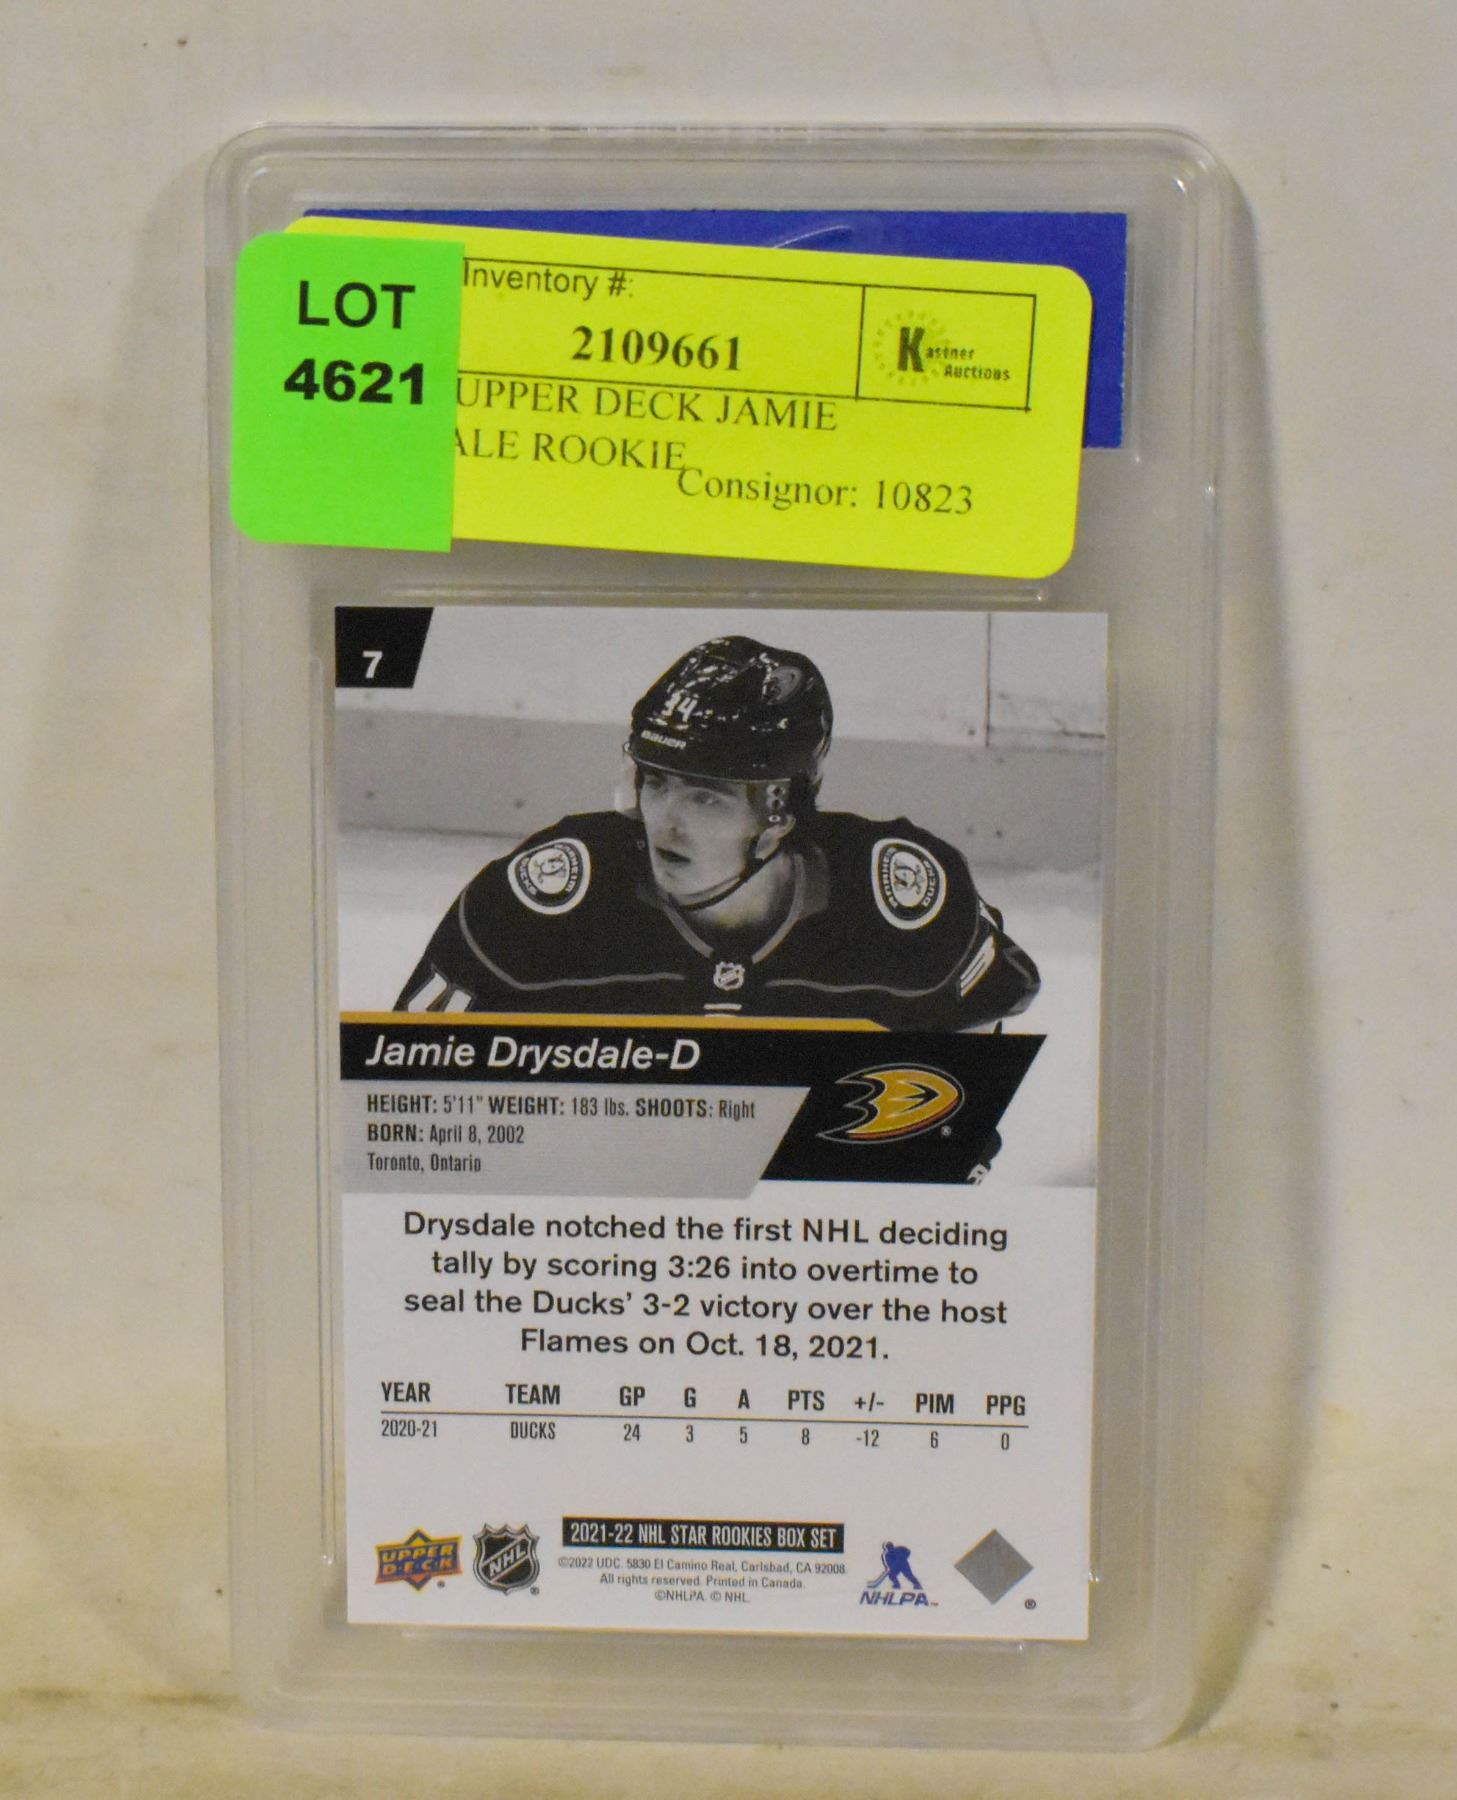 LOT
4621
Inventory #:
2109661
Kastner
Auctions
UPPER DECK JAMIE
ALE ROOKIE
Consignor: 10823
7
34
BAUER
Jamie Drysdale-D
HEIGHT: 5'11" WEIGHT: 183 lbs. SHOOTS: Right
BORN: April 8, 2002
Toronto, Ontario
Drysdale notched the first NHL deciding
tally by scoring 3:26 into overtime to
seal the Ducks' 3-2 victory over the host
Flames on Oct. 18, 2021.
YEAR TEAM GP G A PTS +/- PIM PPG
2020-21 DUCKS 24 3 5 8 -12 6 0
UPPER
D·E·C·K
NHL
2021-22 NHL STAR ROOKIES BOX SET
©2022 UDC. 5830 El Camino Real, Carlsbad, CA 92008.
All rights reserved. Printed in Canada.
©NHLPA. © NHL.
NHLPA™
®